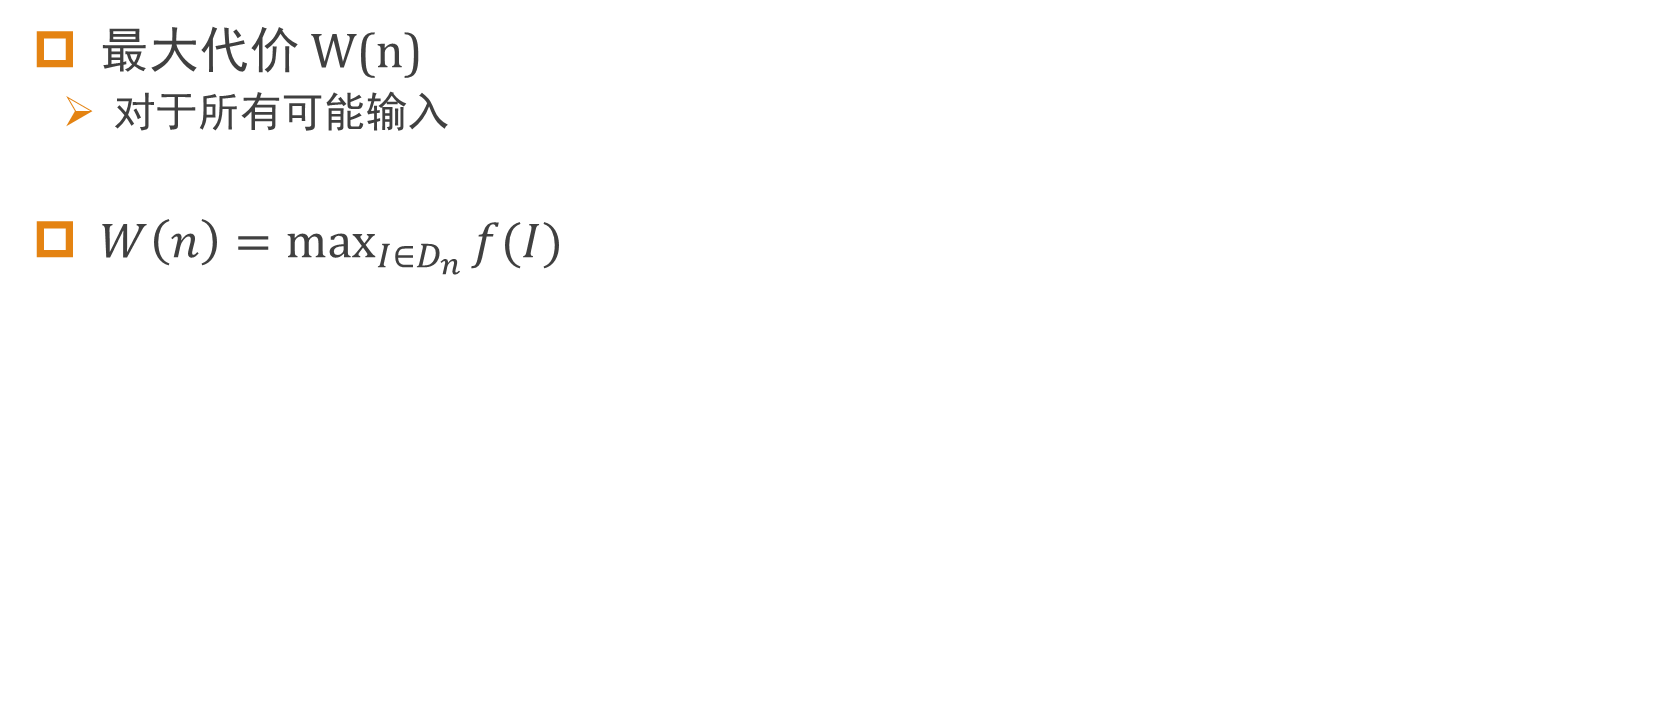 最大代价 W(n)
对于所有可能输入
W(n) = max_{I∈D_n} f(I)